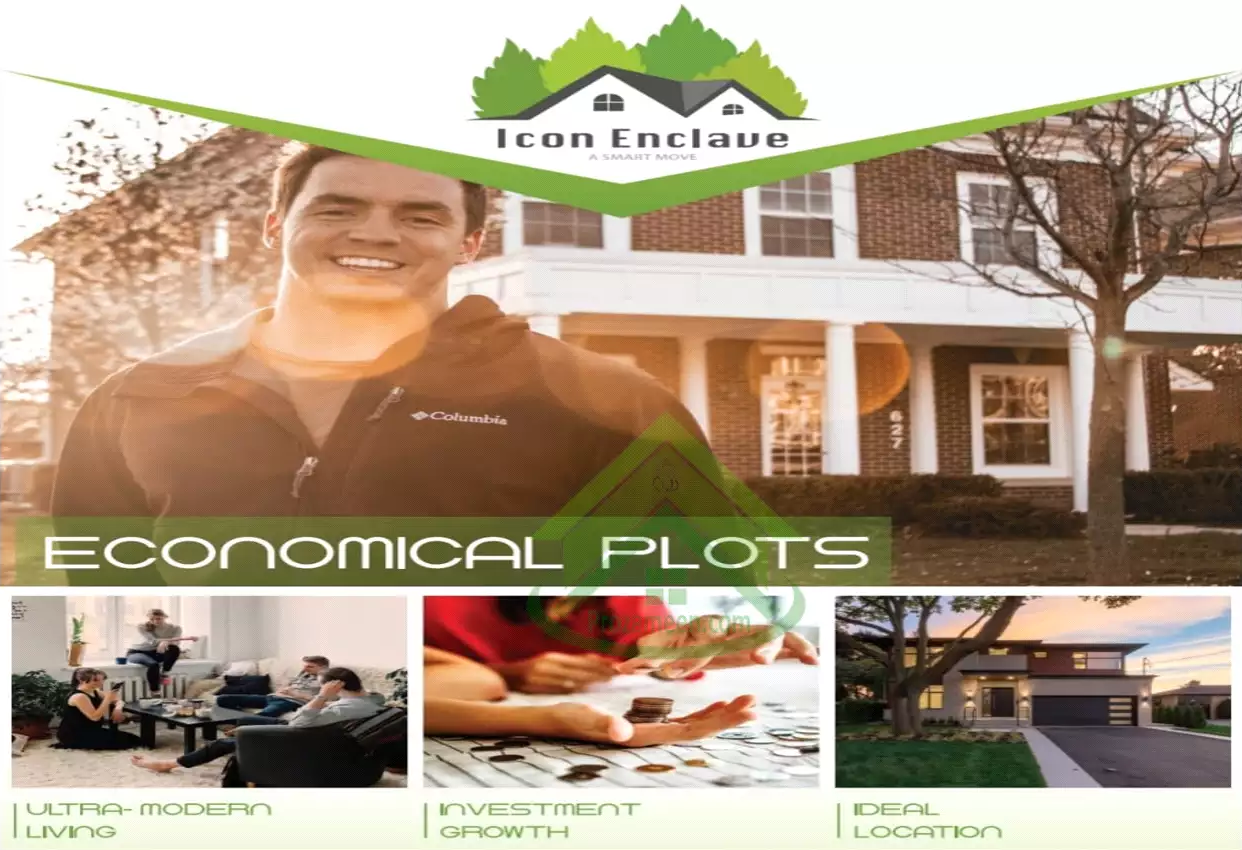 Icon Enclave
A SMART MOVE
Columbia
627
ECONOMICAL PLOTS
ULTRA- MODERN
LIVING
INVESTMENT
GROWTH
IDEAL
LOCATION